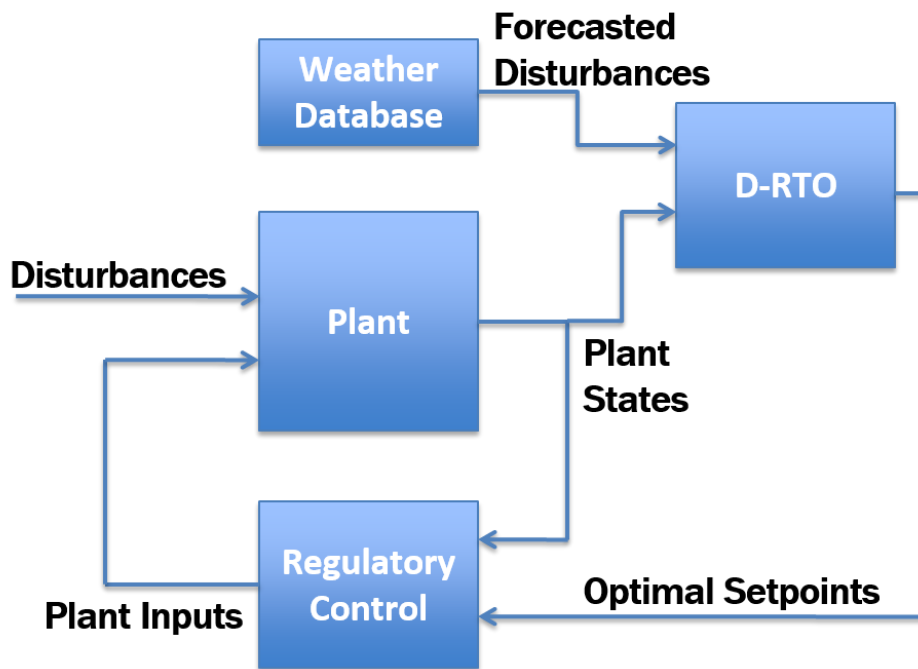 Forecasted
Disturbances
Weather
Database
D-RTO
Disturbances
Plant
Plant
States
Regulatory
Control
Optimal Setpoints
Plant Inputs